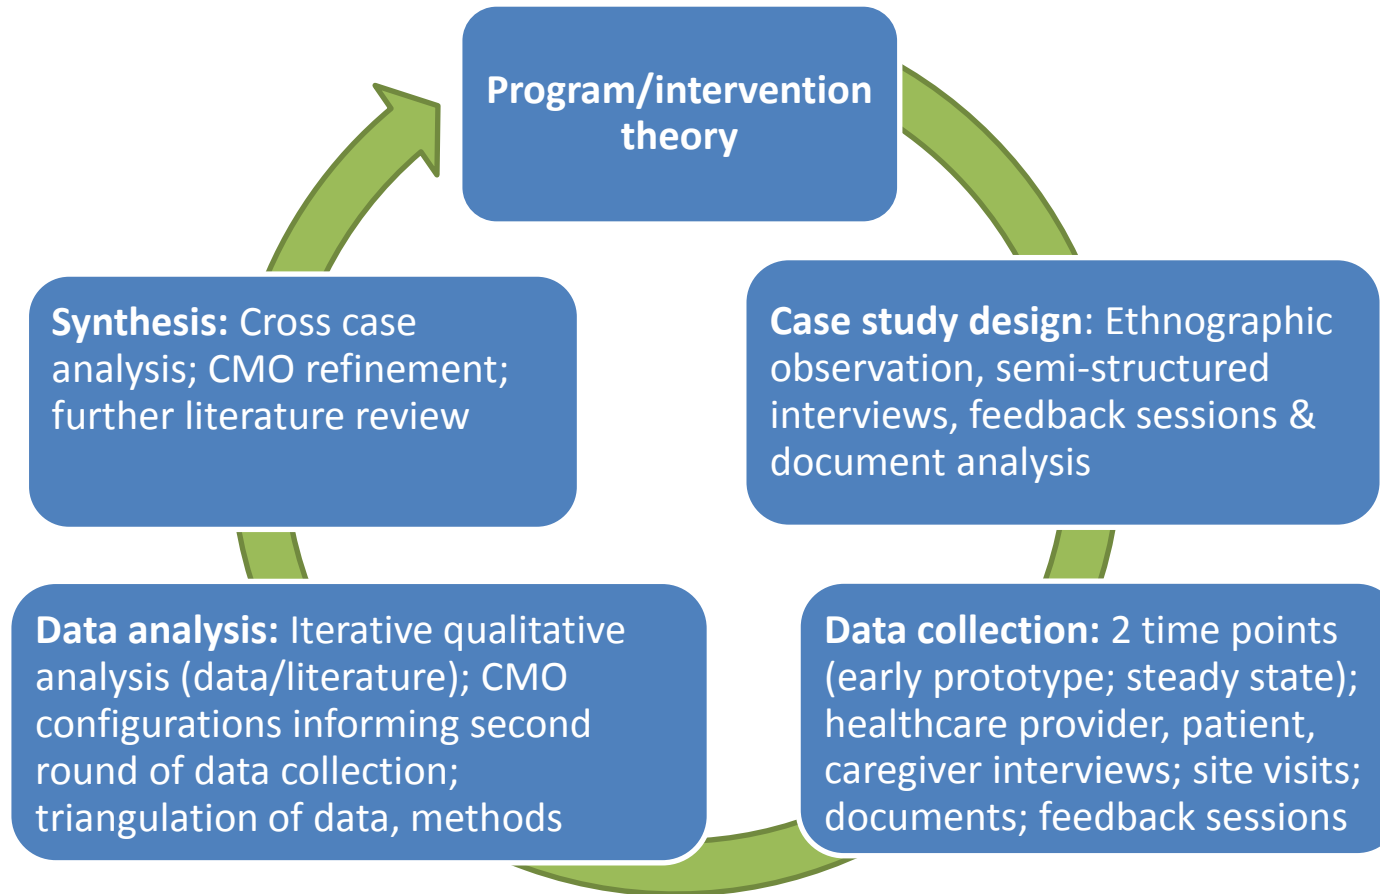 Program/intervention
theory
Case study design: Ethnographic
observation, semi-structured
interviews, feedback sessions &
document analysis
Data collection: 2 time points
(early prototype; steady state);
healthcare provider, patient,
caregiver interviews; site visits;
documents; feedback sessions
Data analysis: Iterative qualitative
analysis (data/literature); CMO
configurations informing second
round of data collection;
triangulation of data, methods
Synthesis: Cross case
analysis; CMO refinement;
further literature review